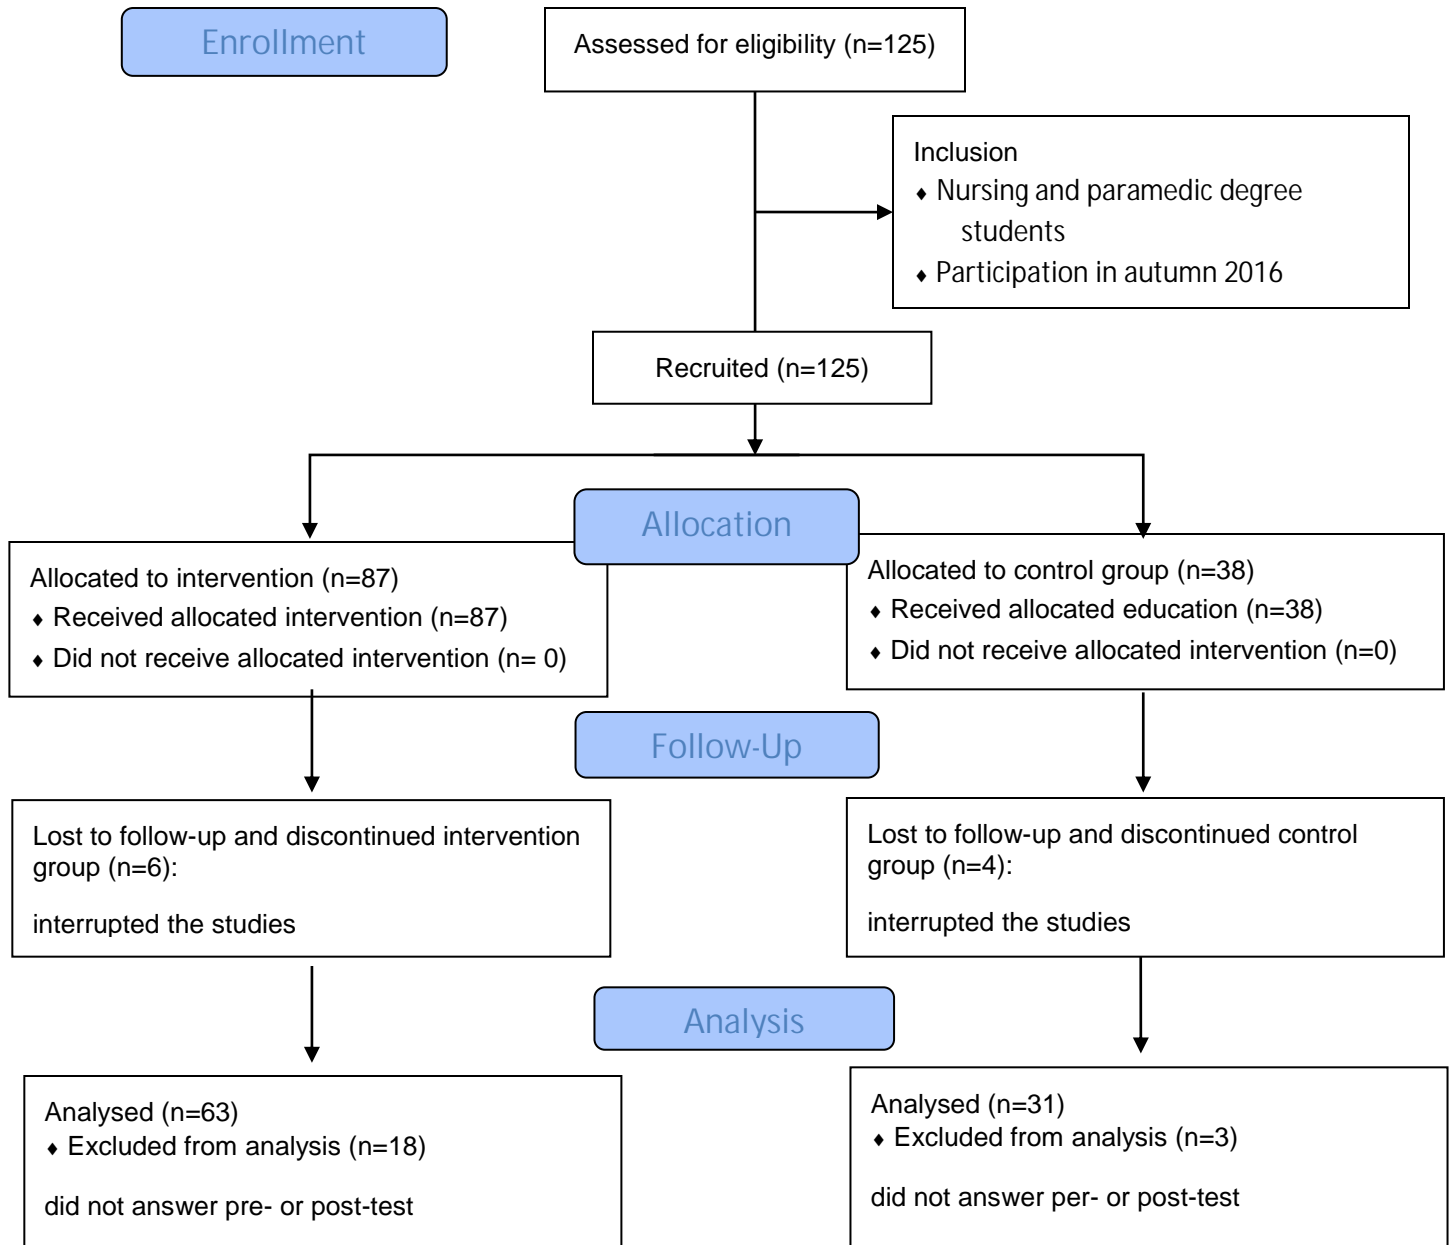 Enrollment
Assessed for eligibility (n=125)
Inclusion
♦ Nursing and paramedic degree
students
♦ Participation in autumn 2016
Recruited (n=125)
Allocation
Allocated to intervention (n=87)
♦ Received allocated intervention (n=87)
♦ Did not receive allocated intervention (n= 0)
Allocated to control group (n=38)
♦ Received allocated education (n=38)
♦ Did not receive allocated intervention (n=0)
Follow-Up
Lost to follow-up and discontinued intervention
group (n=6):
interrupted the studies
Lost to follow-up and discontinued control
group (n=4):
interrupted the studies
Analysis
Analysed (n=63)
♦ Excluded from analysis (n=18)
did not answer pre- or post-test
Analysed (n=31)
♦ Excluded from analysis (n=3)
did not answer per- or post-test